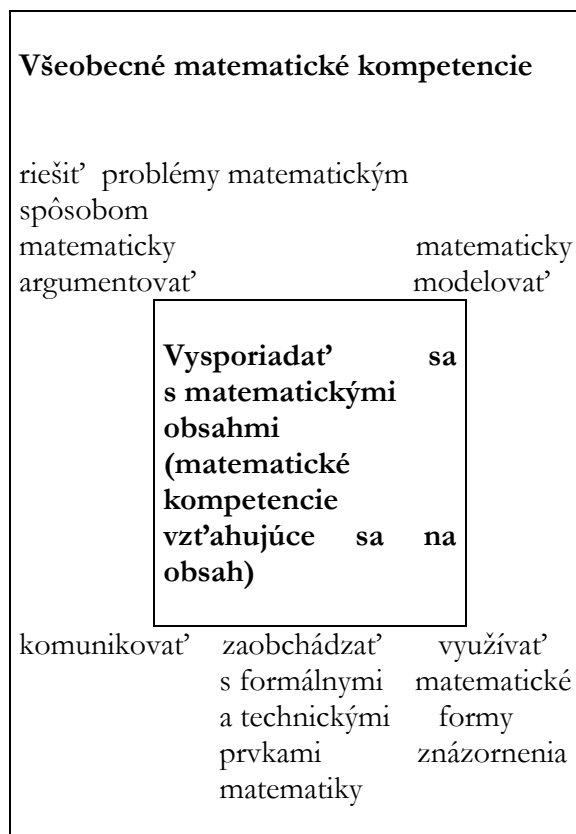 Všeobecné matematické kompetencie
riešiť problémy matematickým
spôsobom
matematicky matematicky
argumentovať modelovať
Vysporiadať sa
s matematickými
obsahmi
(matematické
kompetencie
vzťahujúce sa na
obsah)
komunikovať zaobchádzať využívať
s formálnymi matematické
a technickými formy
prvkami znázornenia
matematiky